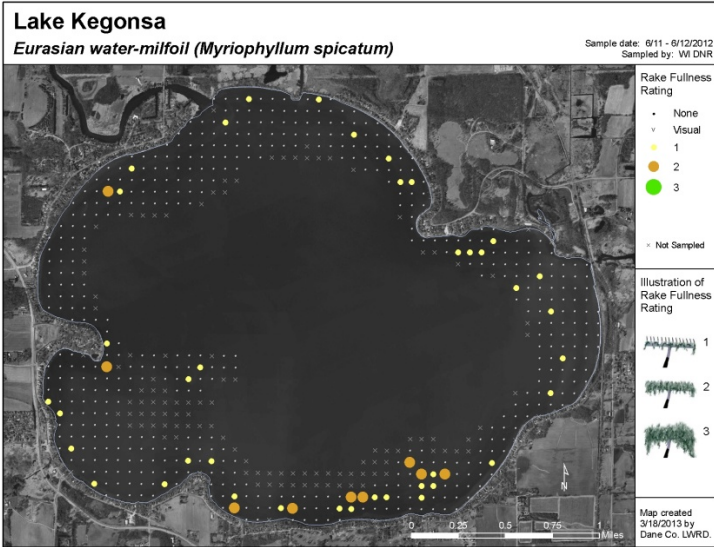 Lake Kegonsa
Eurasian water-milfoil (Myriophyllum spicatum)
Sample date: 6/11 - 6/12/2012
Sampled by: WI DNR
Rake Fullness
Rating
None
Visual
1
2
3
Not Sampled
Illustration of
Rake Fullness
Rating
1
2
3
N
0 0.25 0.5 0.75 1
Miles
Map created
3/18/2013 by
Dane Co. LWRD.